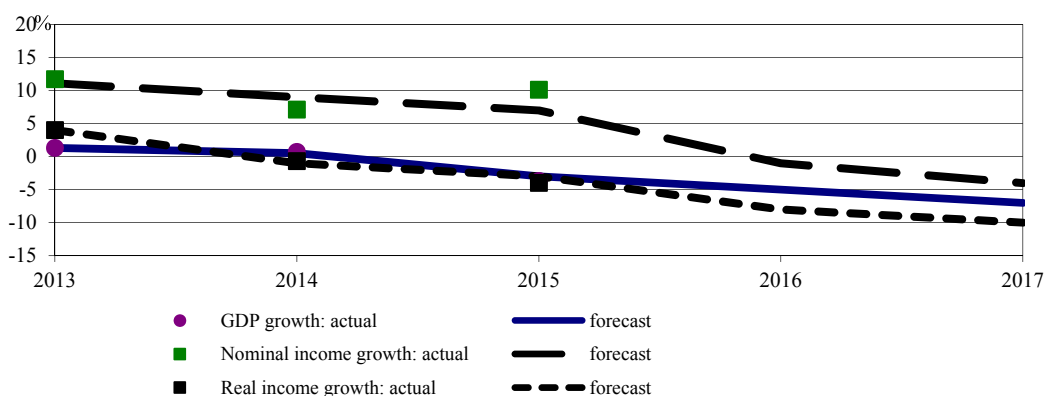 20%
15
10
5
0
-5
-10
-15
2013 2014 2015 2016 2017
GDP growth: actual forecast
Nominal income growth: actual forecast
Real income growth: actual forecast